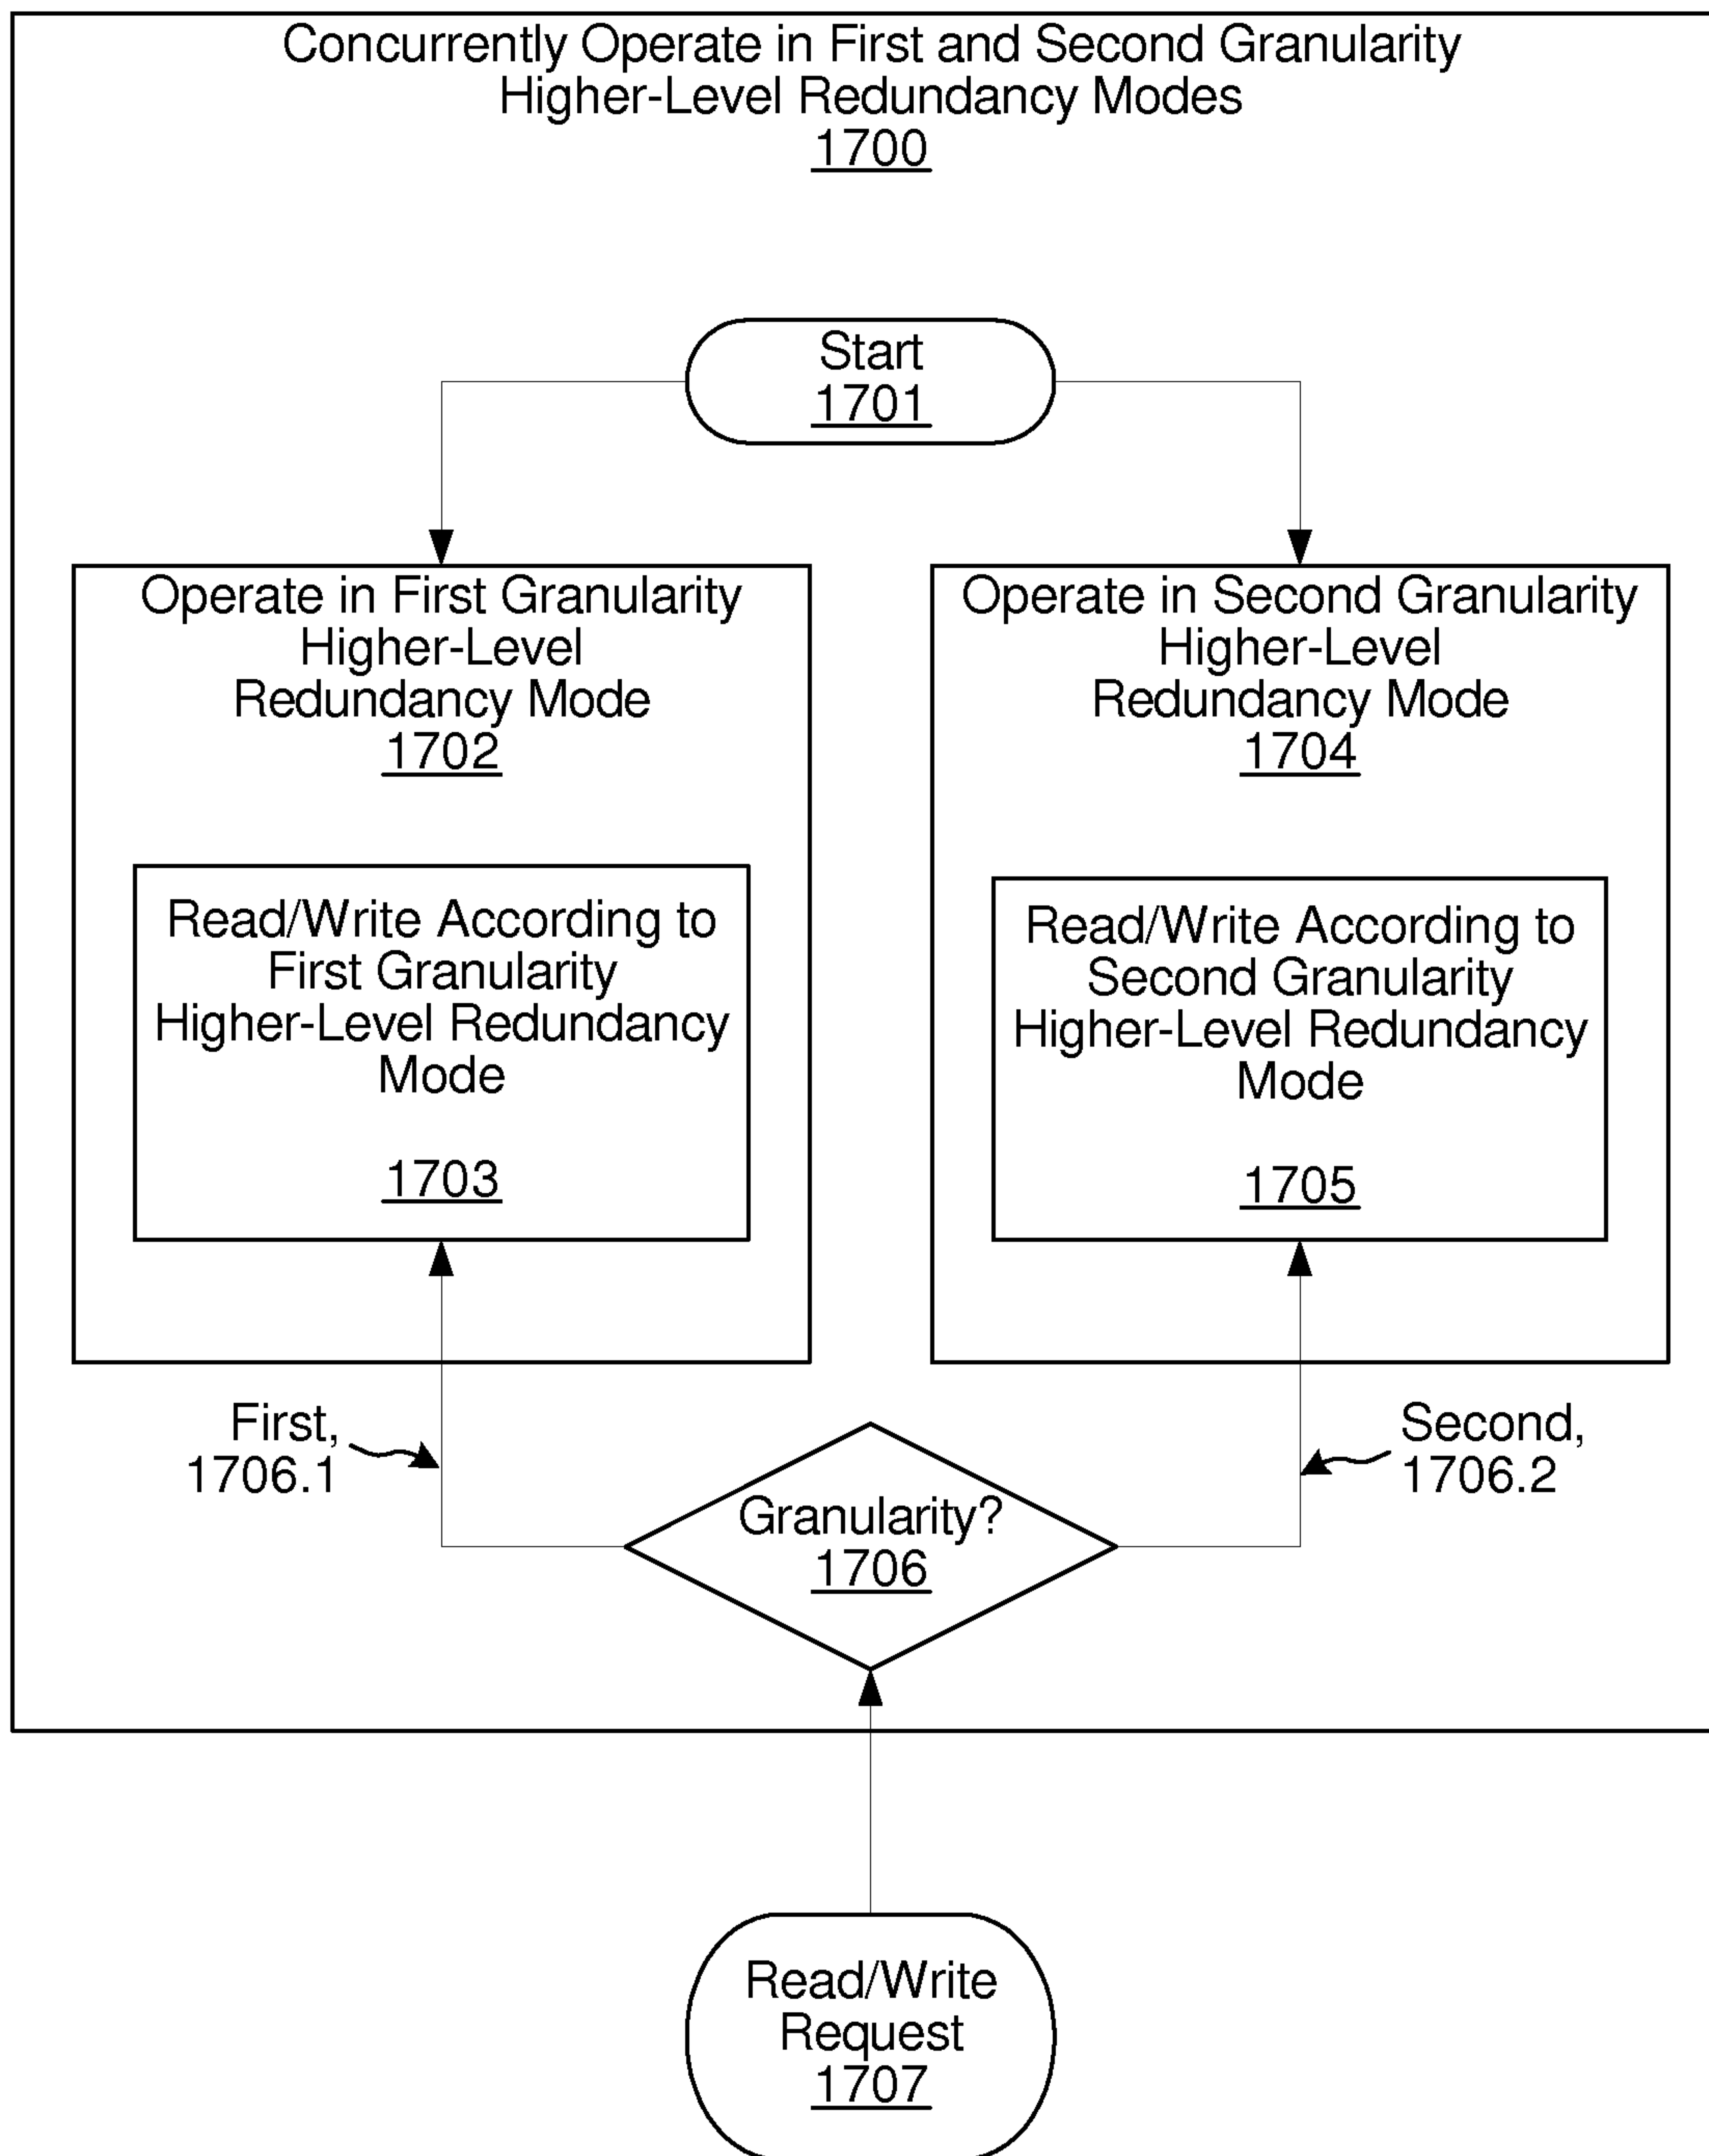 Concurrently Operate in First and Second Granularity
Higher-Level Redundancy Modes
1700
Start
1701
Operate in First Granularity
Higher-Level
Redundancy Mode
1702
Read/Write According to
First Granularity
Higher-Level Redundancy
Mode
1703
Operate in Second Granularity
Higher-Level
Redundancy Mode
1704
Read/Write According to
Second Granularity
Higher-Level Redundancy
Mode
1705
First,
1706.1
Granularity?
1706
Second,
1706.2
Read/Write
Request
1707